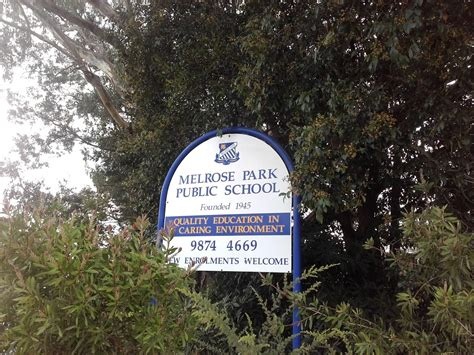 MELROSE PARK
PUBLIC SCHOOL
Founded 1945
QUALITY EDUCATION IN
CARING ENVIRONMENT
9874 4669
ENROLMENTS WELCOME